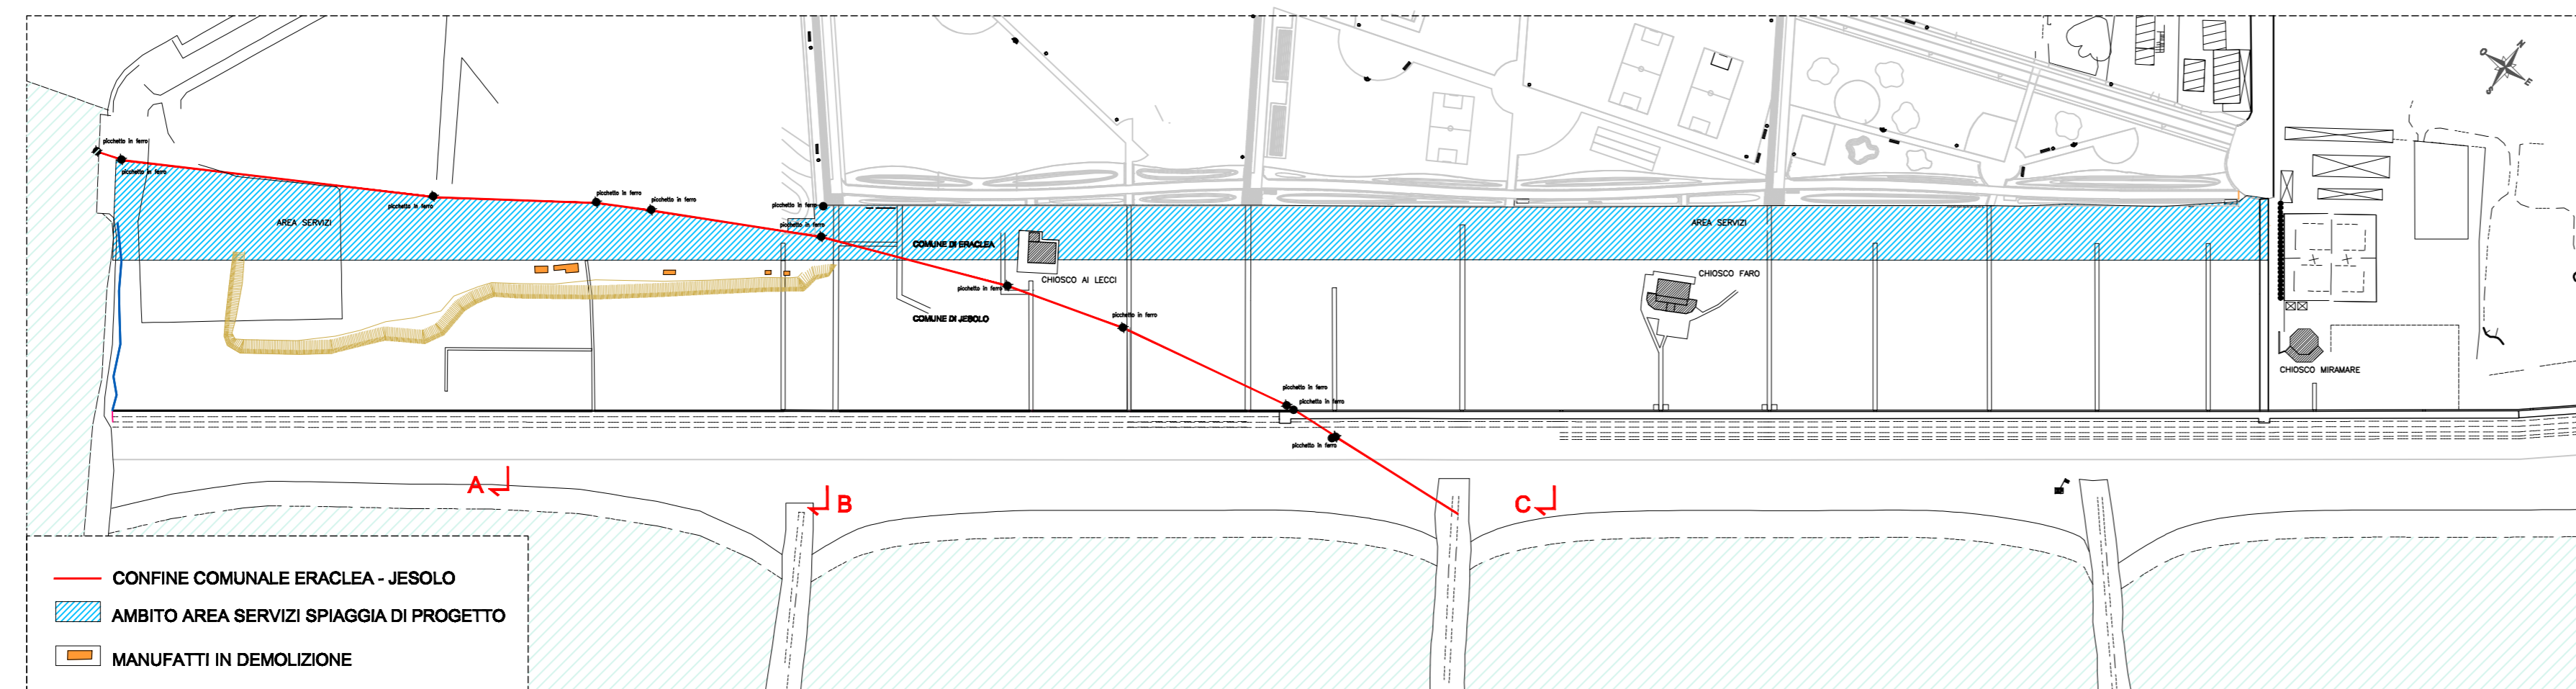 N
O
E
S
picchetto in ferro
picchetto in ferro
picchetto in ferro
picchetto in ferro
picchetto in ferro
picchetto in ferro
picchetto in ferro
AREA SERVIZI
AREA SERVIZI
COMUNE DI ERACLEA
CHIOSCO AI LECCI
CHIOSCO FARO
picchetto in ferro
COMUNE DI JESOLO
picchetto in ferro
CHIOSCO MIRAMARE
picchetto in ferro
picchetto in ferro
picchetto in ferro
A
B
C
CONFINE COMUNALE ERACLEA - JESOLO
AMBITO AREA SERVIZI SPIAGGIA DI PROGETTO
MANUFATTI IN DEMOLIZIONE